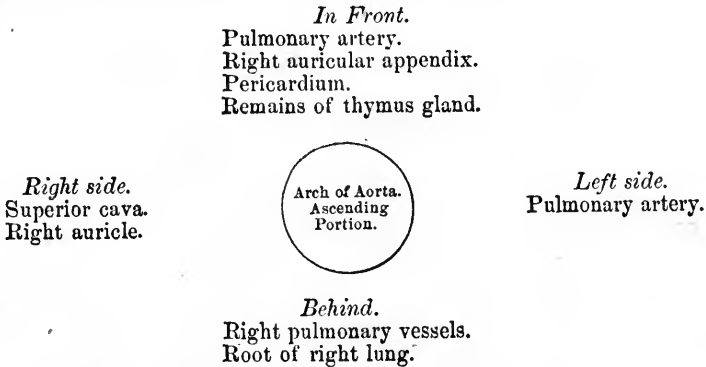 In Front.
Pulmonary artery.
Right auricular appendix.
Pericardium.
Remains of thymus gland.
Right side.
Superior cava.
Right auricle.
Arch of Aorta.
Ascending
Portion.
Left side.
Pulmonary artery.
Behind.
Right pulmonary vessels.
Root of right lung.